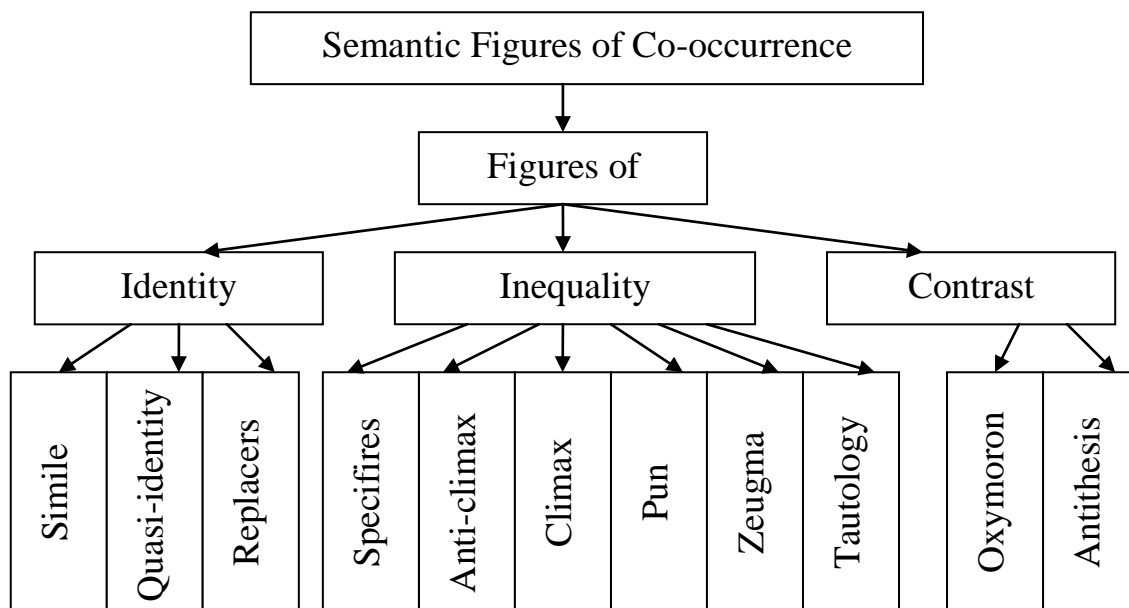 Semantic Figures of Co-occurrence
Figures of
Identity
Inequality
Contrast
Simile
Quasi-identity
Replacers
Specifires
Anti-climax
Climax
Pun
Zeugma
Tautology
Oxymoron
Antithesis